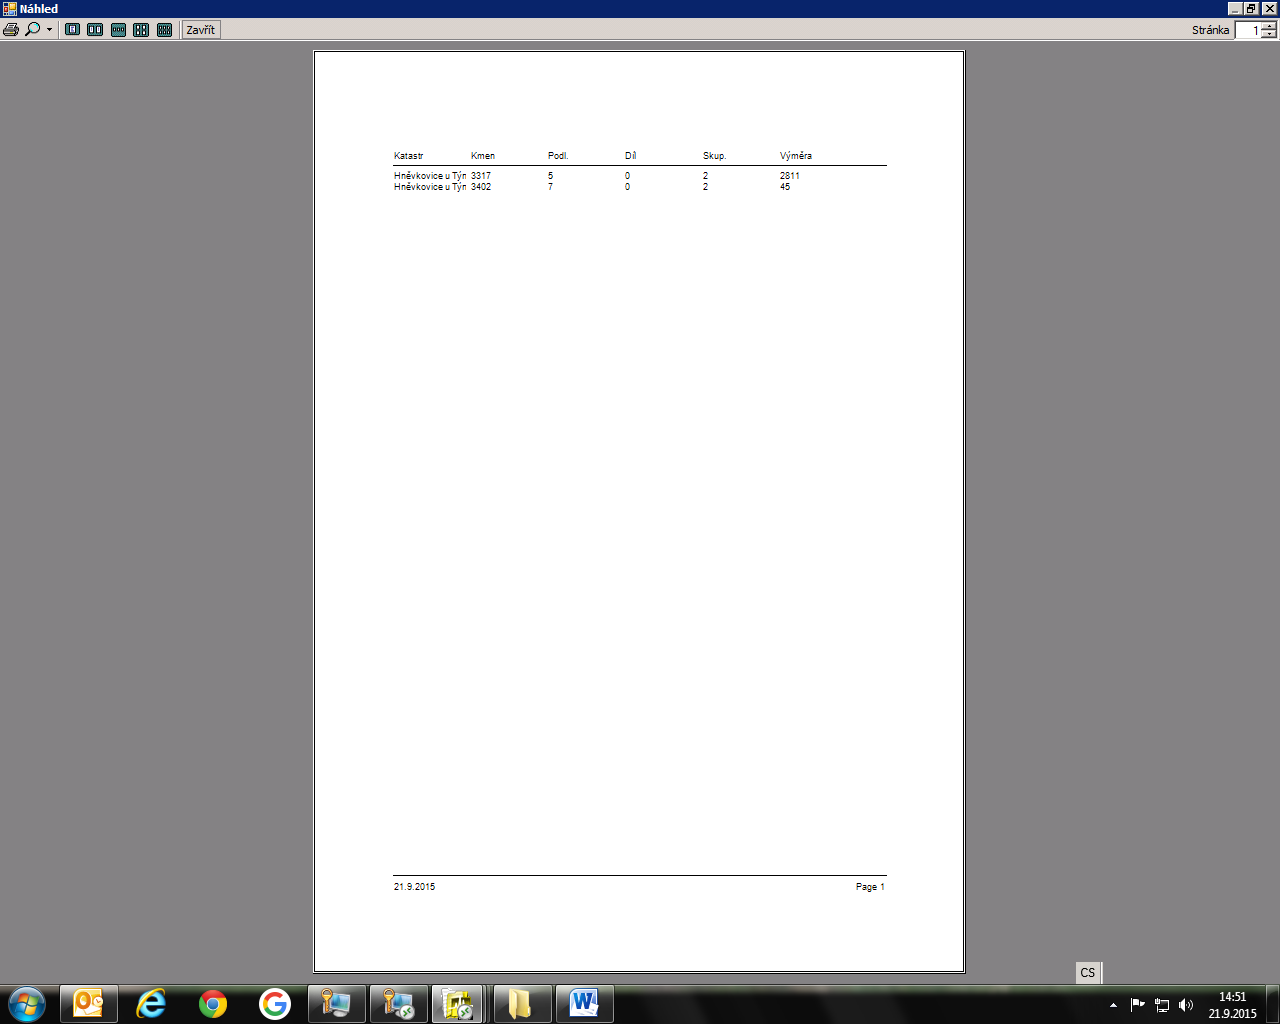 Náhled
Zavřít
Stránka 1
Katastr Kmen Podl. Díl Skup. Výměra
Hněvkovice u Týn 3317 5 0 2 2811
Hněvkovice u Týn 3402 7 0 2 45
21.9.2015 Page 1
CS
14:51
21.9.2015